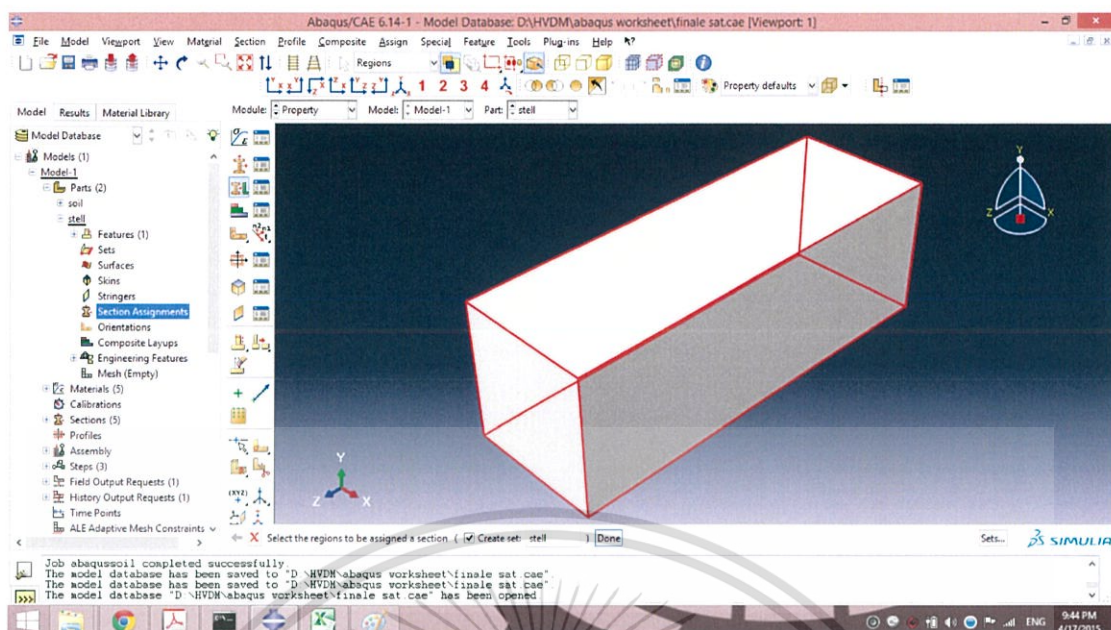 Abaqus/CAE 6.14-1 - Model Database: D:\HVDM\abaqus worksheet\finale sat.cae [Viewport: 1]
File Model Viewport View Material Section Profile Composite Assign Special Feature Tools Plug-ins Help
Regions
1 2 3 4 Property defaults
Model Results Material Library Module: Property Model: Model-1 Part: stell
Model Database
Models (1)
Model-1
Parts (2)
soil
stell
Features (1)
Sets
Surfaces
Skins
Stringers
Section Assignments
Orientations
Composite Layups
Engineering Features
Mesh (Empty)
Materials (5)
Calibrations
Sections (5)
Profiles
Assembly
Steps (3)
Field Output Requests (1)
History Output Requests (1)
Time Points
ALE Adaptive Mesh Constraints
Y
Z X
Y
Z X
(XYZ)
Select the regions to be assigned a section ( Create set: stell ) Done Sets... SIMULIA
Job abaqussoil completed successfully.
The model database has been saved to "D:\HVDM\abaqus worksheet\finale sat.cae".
The model database has been saved to "D:\HVDM\abaqus worksheet\finale sat.cae".
The model database "D:\HVDM\abaqus worksheet\finale sat.cae" has been opened.
ENG 9:44 PM
4/17/2015